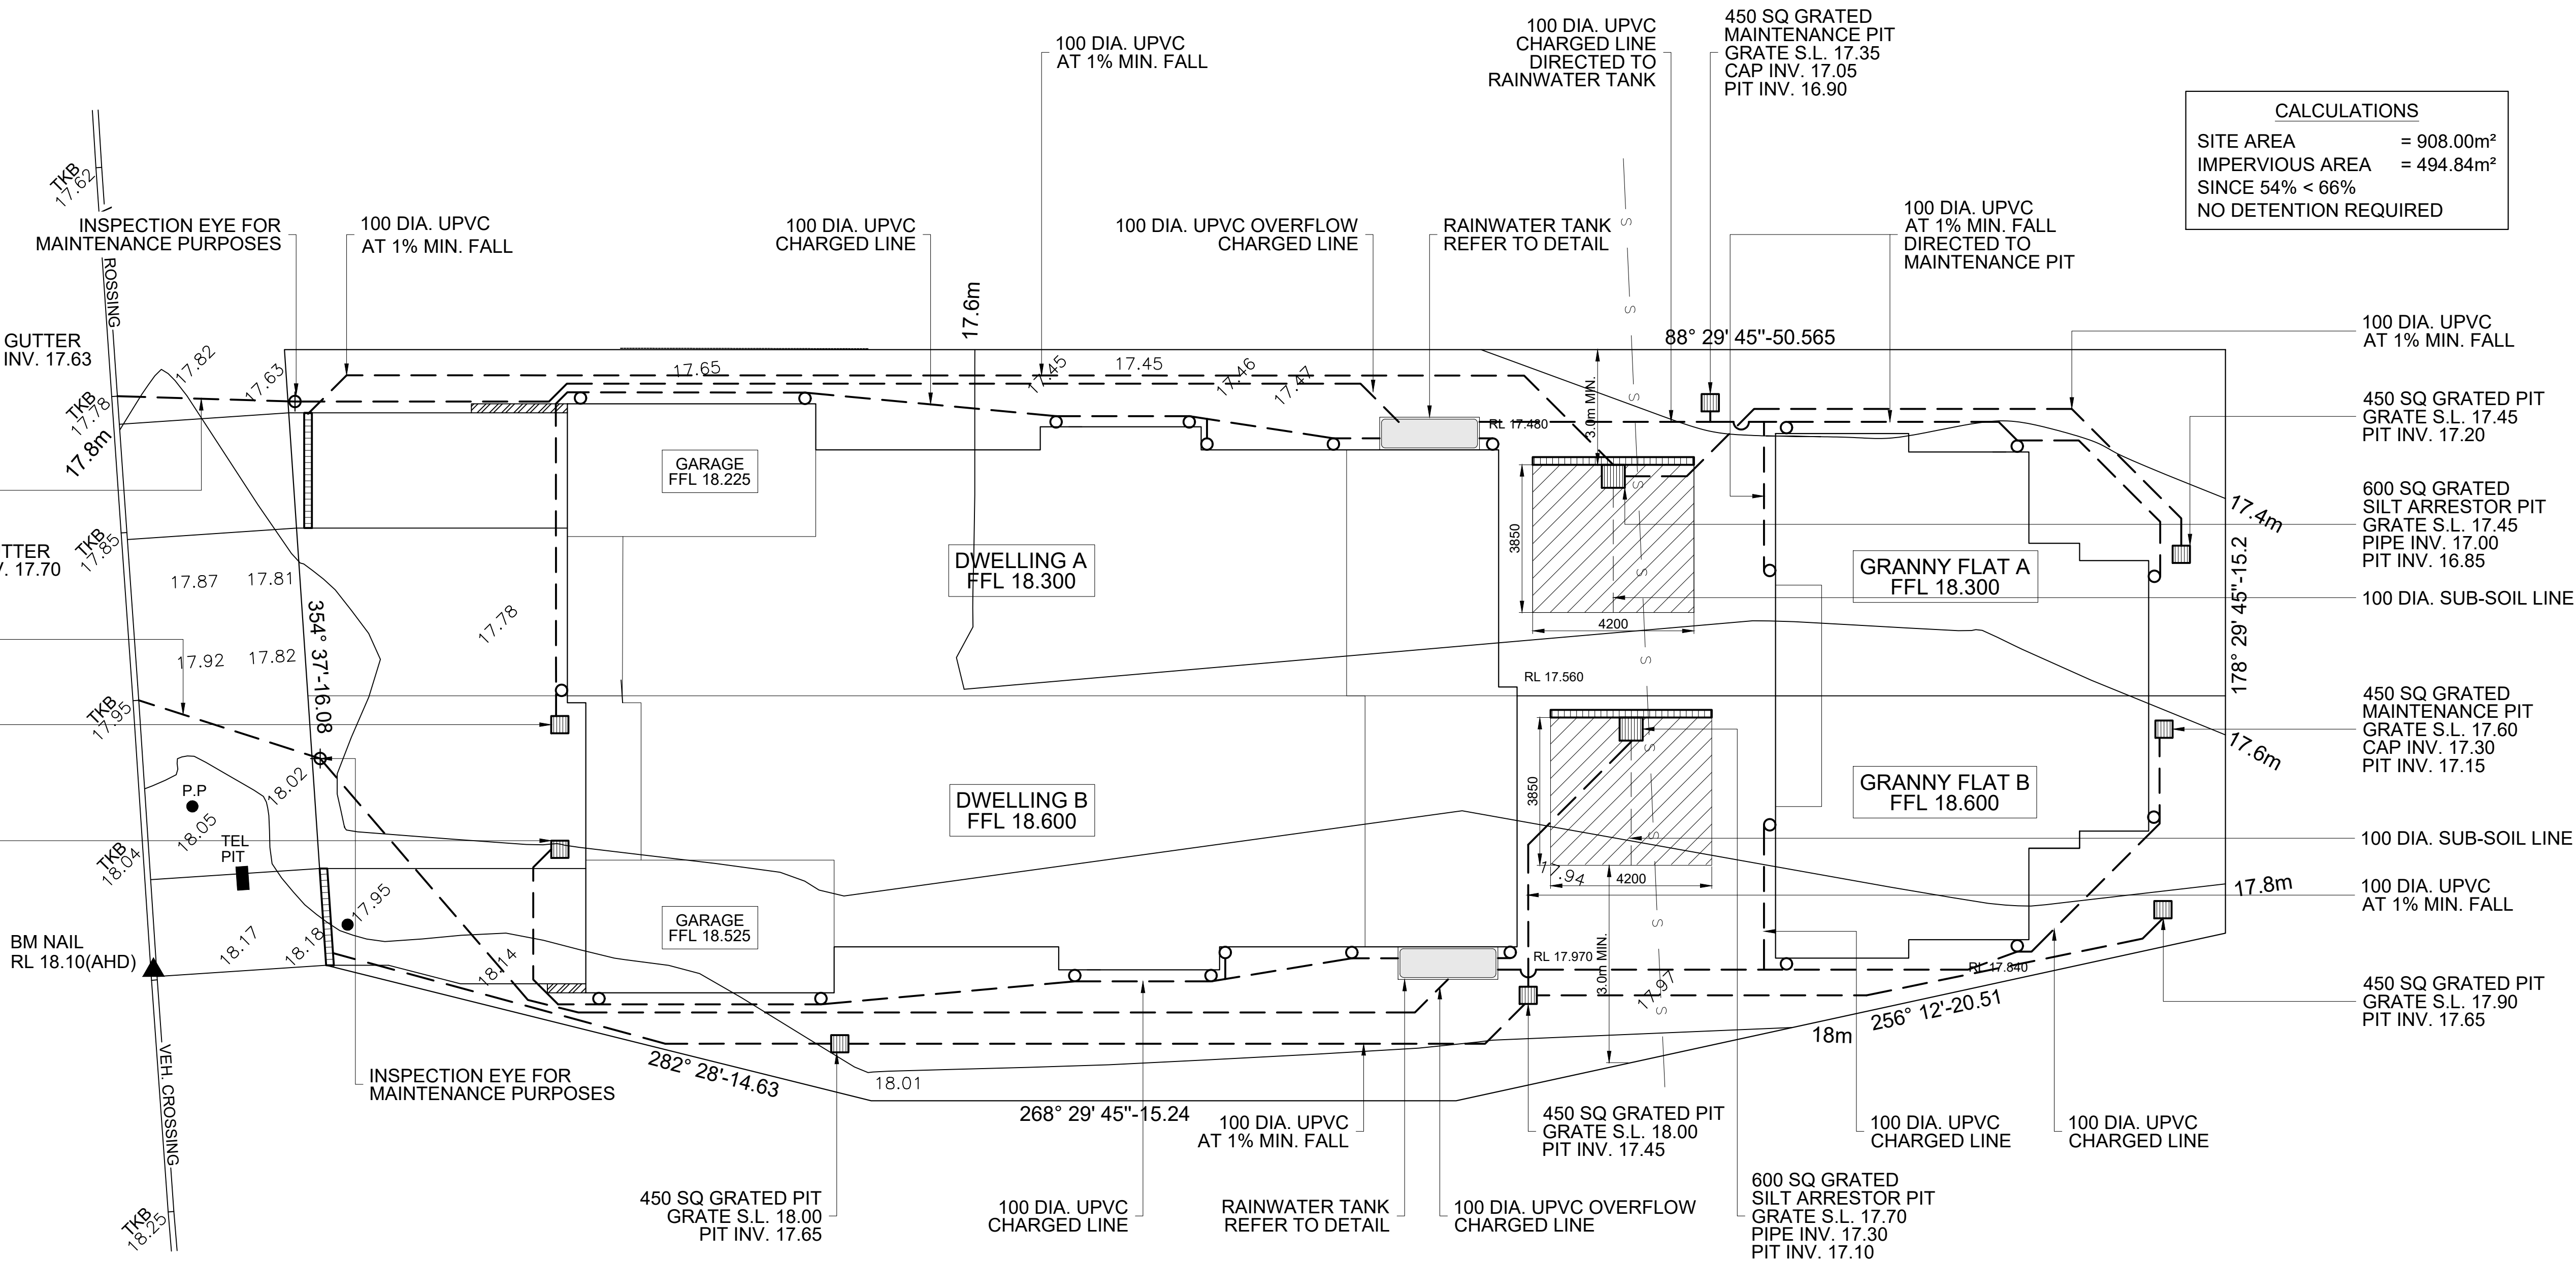 100 DIA. UPVC
AT 1% MIN. FALL
100 DIA. UPVC
CHARGED LINE
DIRECTED TO
RAINWATER TANK
450 SQ GRATED
MAINTENANCE PIT
GRATE S.L. 17.35
CAP INV. 17.05
PIT INV. 16.90
CALCULATIONS
SITE AREA = 908.00m²
IMPERVIOUS AREA = 494.84m²
SINCE 54% < 66%
NO DETENTION REQUIRED
TKB
17.62
INSPECTION EYE FOR
MAINTENANCE PURPOSES
100 DIA. UPVC
AT 1% MIN. FALL
100 DIA. UPVC
CHARGED LINE
100 DIA. UPVC OVERFLOW
CHARGED LINE
RAINWATER TANK
REFER TO DETAIL
100 DIA. UPVC
AT 1% MIN. FALL
DIRECTED TO
MAINTENANCE PIT
ROSSING
GUTTER
INV. 17.63
17.82
17.63
17.6m
17.65
17.45
17.45
17.46
17.47
88° 29' 45"-50.565
100 DIA. UPVC
AT 1% MIN. FALL
TKB
17.78
17.8m
RL 17.480
3.0m MIN.
S
S
S
S
S
S
S
S
S
S
S
S
450 SQ GRATED PIT
GRATE S.L. 17.45
PIT INV. 17.20
GARAGE
FFL 18.225
600 SQ GRATED
SILT ARRESTOR PIT
GRATE S.L. 17.45
PIPE INV. 17.00
PIT INV. 16.85
17.4m
TKB
17.85
TTER
V. 17.70
17.87
17.81
DWELLING A
FFL 18.300
3850
4200
GRANNY FLAT A
FFL 18.300
178° 29' 45"-15.2
100 DIA. SUB-SOIL LINE
17.78
354° 37'-16.08
17.92
17.82
RL 17.560
TKB
17.95
450 SQ GRATED
MAINTENANCE PIT
GRATE S.L. 17.60
CAP INV. 17.30
PIT INV. 17.15
17.6m
18.02
P.P
18.05
DWELLING B
FFL 18.600
3850
GRANNY FLAT B
FFL 18.600
TEL
PIT
TKB
18.04
100 DIA. SUB-SOIL LINE
17.94
4200
17.8m
100 DIA. UPVC
AT 1% MIN. FALL
17.95
GARAGE
FFL 18.525
BM NAIL
RL 18.10(AHD)
18.17
18.18
18.14
RL 17.970
3.0m MIN.
17.97
RL 17.840
450 SQ GRATED PIT
GRATE S.L. 17.90
PIT INV. 17.65
256° 12'-20.51
18m
VEH. CROSSING
INSPECTION EYE FOR
MAINTENANCE PURPOSES
282° 28'-14.63
18.01
268° 29' 45"-15.24
100 DIA. UPVC
AT 1% MIN. FALL
450 SQ GRATED PIT
GRATE S.L. 18.00
PIT INV. 17.45
100 DIA. UPVC
CHARGED LINE
100 DIA. UPVC
CHARGED LINE
TKB
18.25
450 SQ GRATED PIT
GRATE S.L. 18.00
PIT INV. 17.65
100 DIA. UPVC
CHARGED LINE
RAINWATER TANK
REFER TO DETAIL
100 DIA. UPVC OVERFLOW
CHARGED LINE
600 SQ GRATED
SILT ARRESTOR PIT
GRATE S.L. 17.70
PIPE INV. 17.30
PIT INV. 17.10